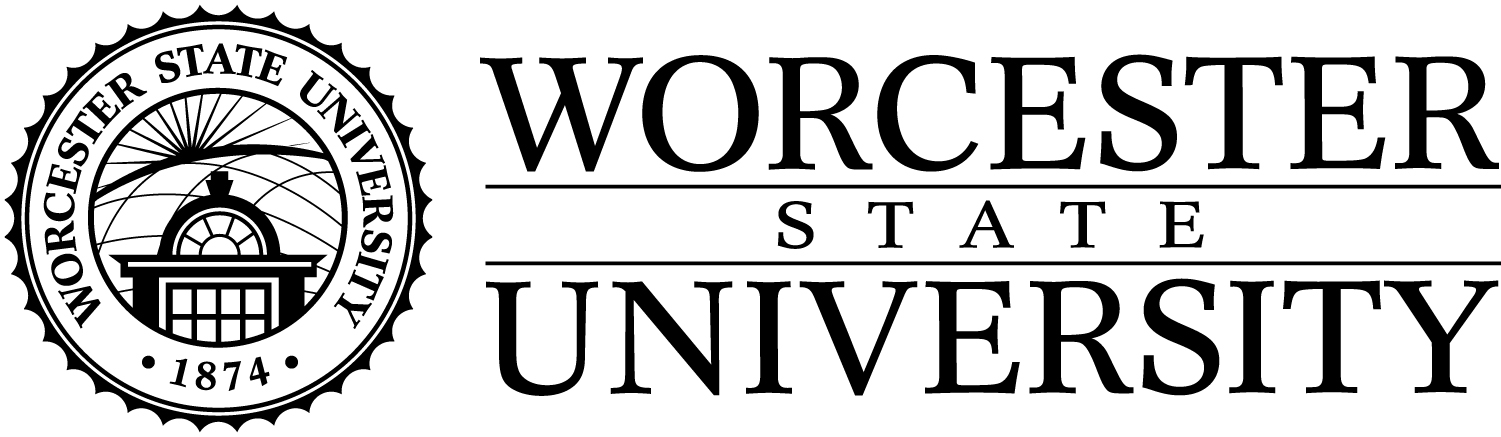 WORCESTER STATE UNIVERSITY
• 1874 •
WORCESTER
STATE
UNIVERSITY